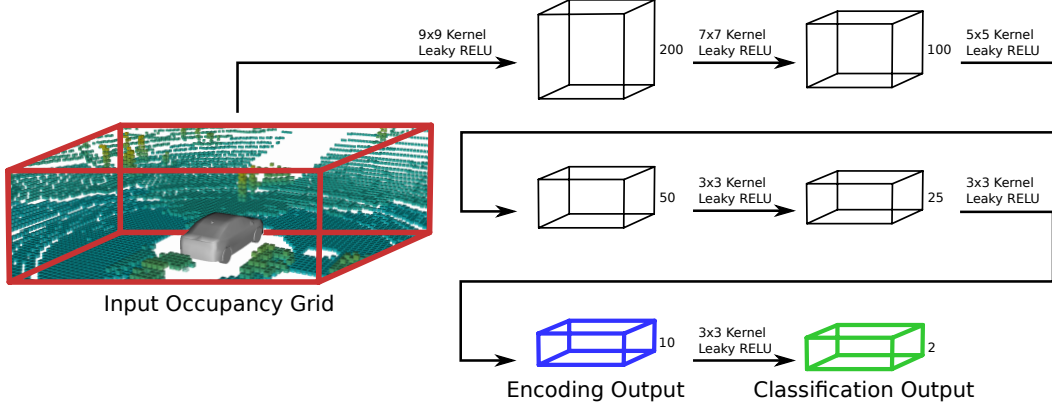 9x9 Kernel
Leaky RELU
200
7x7 Kernel
Leaky RELU
100
5x5 Kernel
Leaky RELU
50
3x3 Kernel
Leaky RELU
25
3x3 Kernel
Leaky RELU
Input Occupancy Grid
10
3x3 Kernel
Leaky RELU
2
Encoding Output
Classification Output